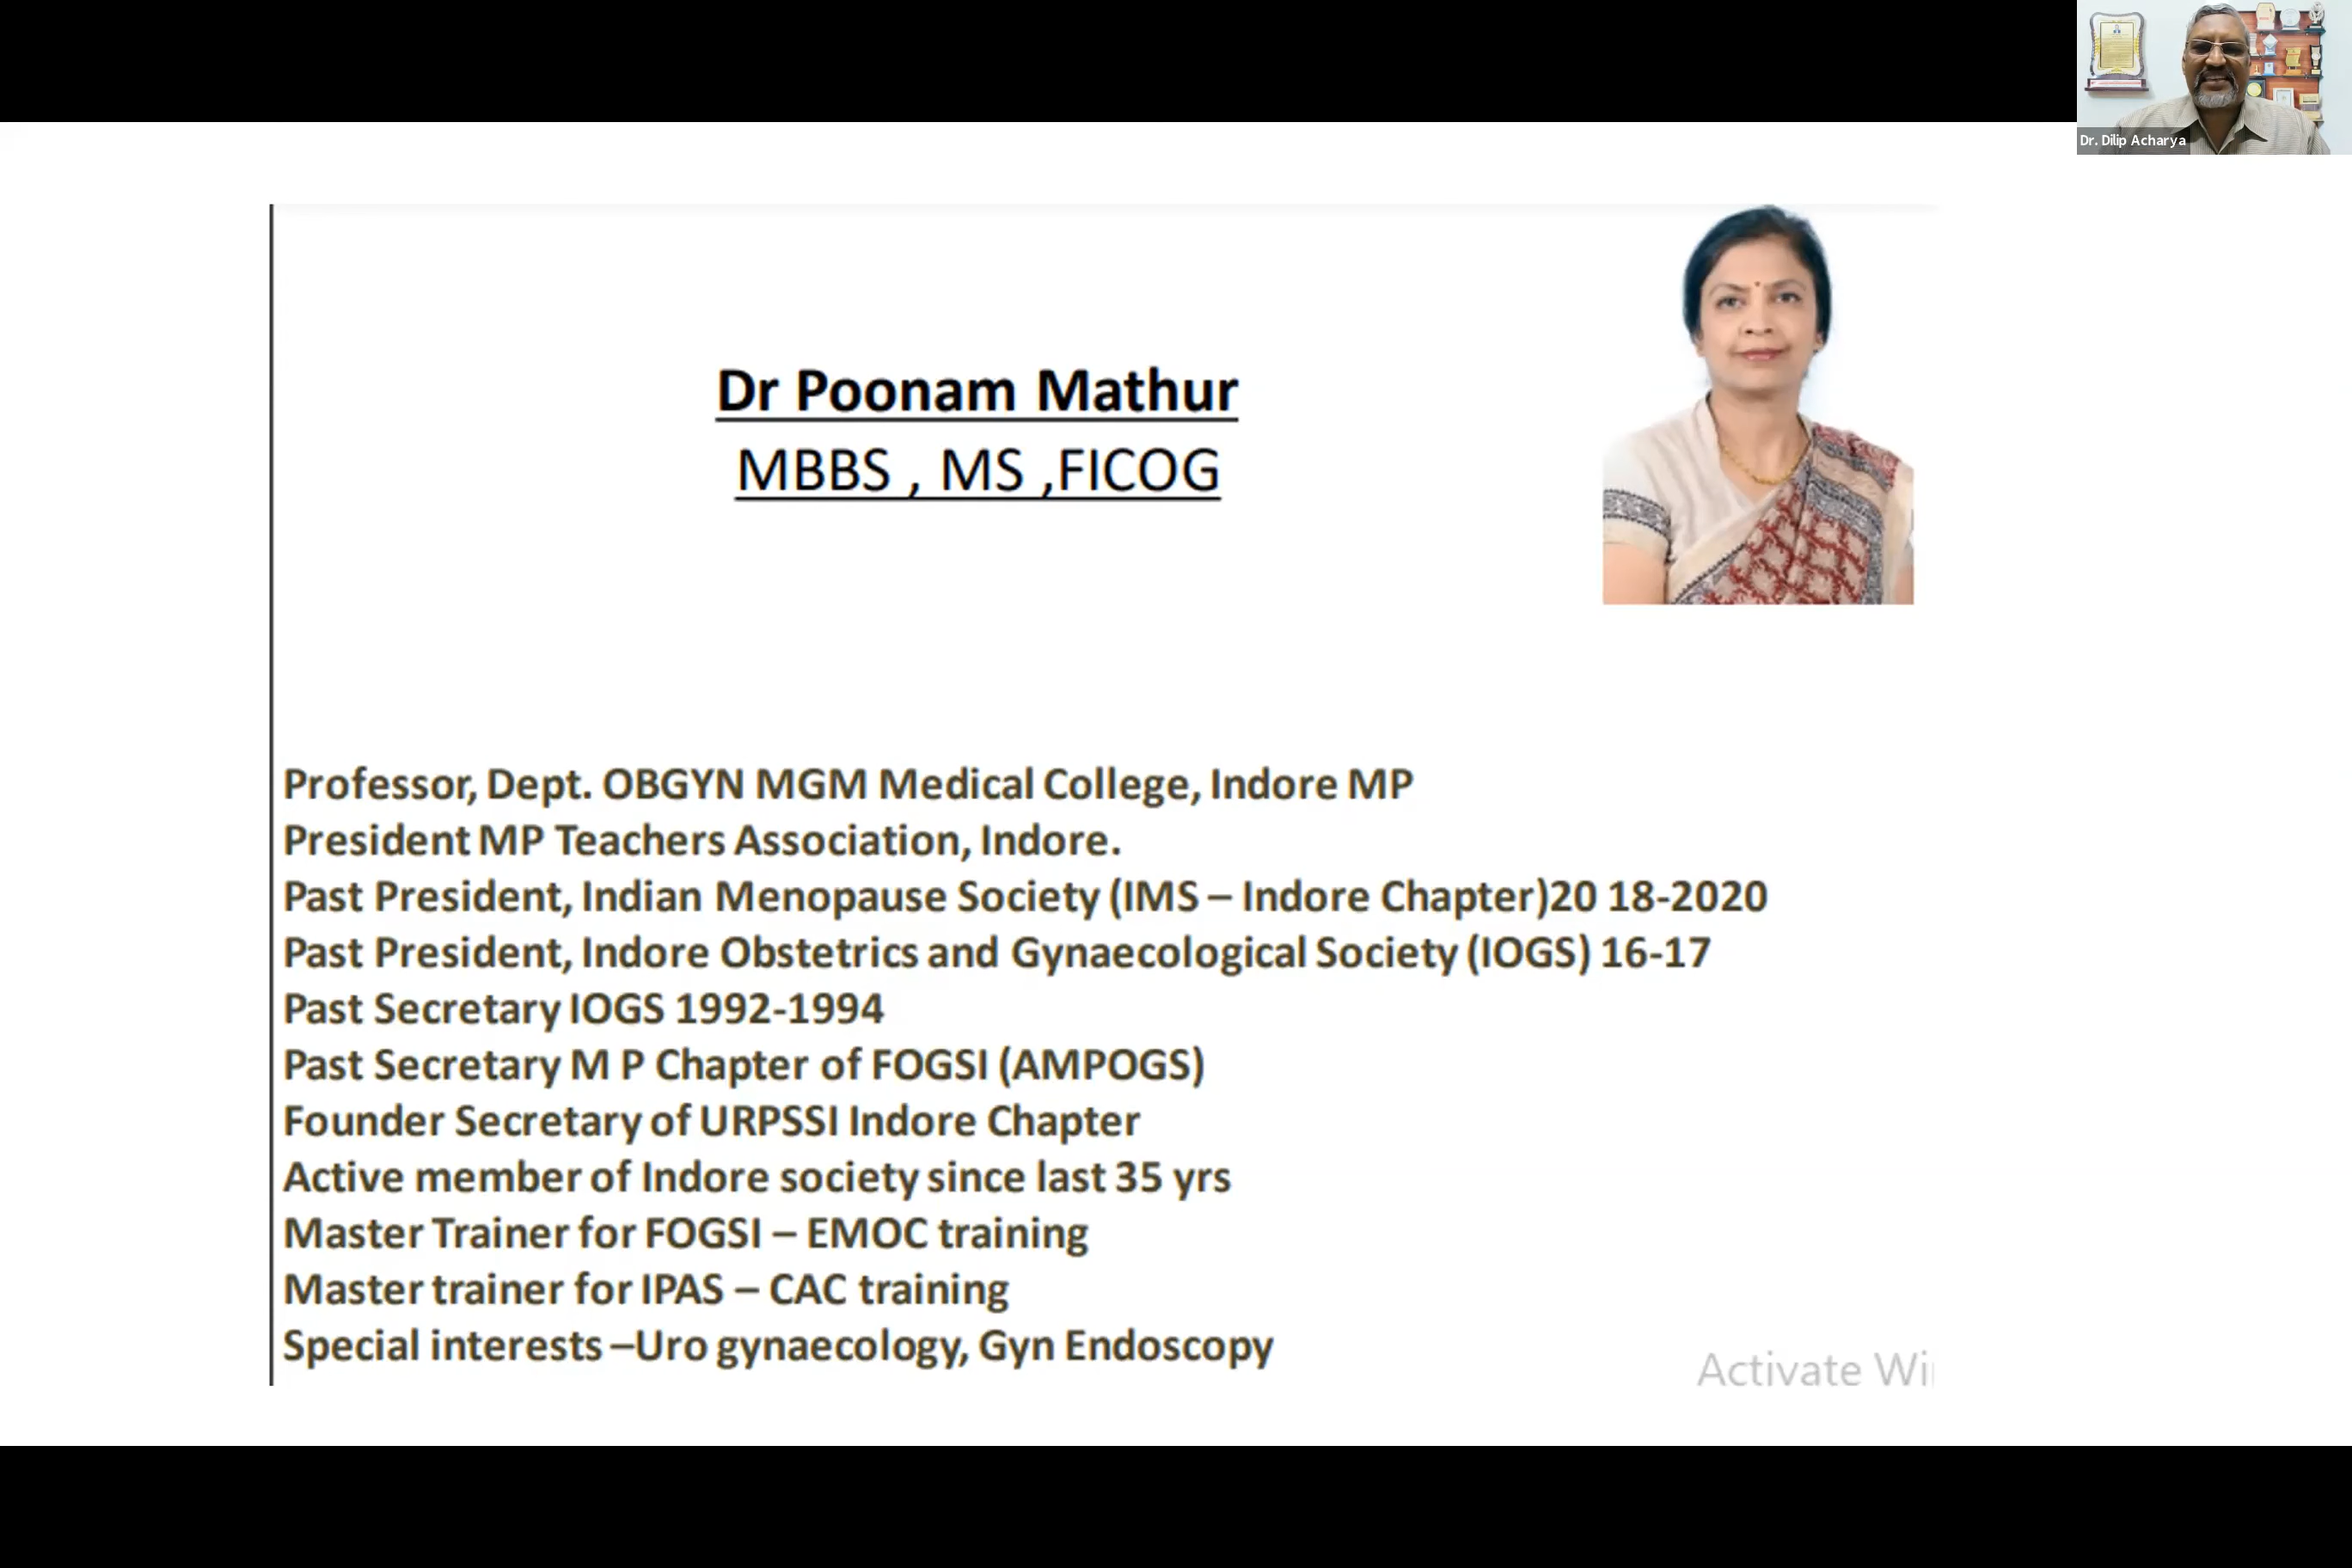 Dr. Dilip Acharya
Dr Poonam Mathur
MBBS , MS ,FICOG
Professor, Dept. OBGYN MGM Medical College, Indore MP
President MP Teachers Association, Indore.
Past President, Indian Menopause Society (IMS – Indore Chapter)20 18-2020
Past President, Indore Obstetrics and Gynaecological Society (IOGS) 16-17
Past Secretary IOGS 1992-1994
Past Secretary M P Chapter of FOGSI (AMPOGS)
Founder Secretary of URPSSI Indore Chapter
Active member of Indore society since last 35 yrs
Master Trainer for FOGSI – EMOC training
Master trainer for IPAS – CAC training
Special interests –Uro gynaecology, Gyn Endoscopy
Activate Wi